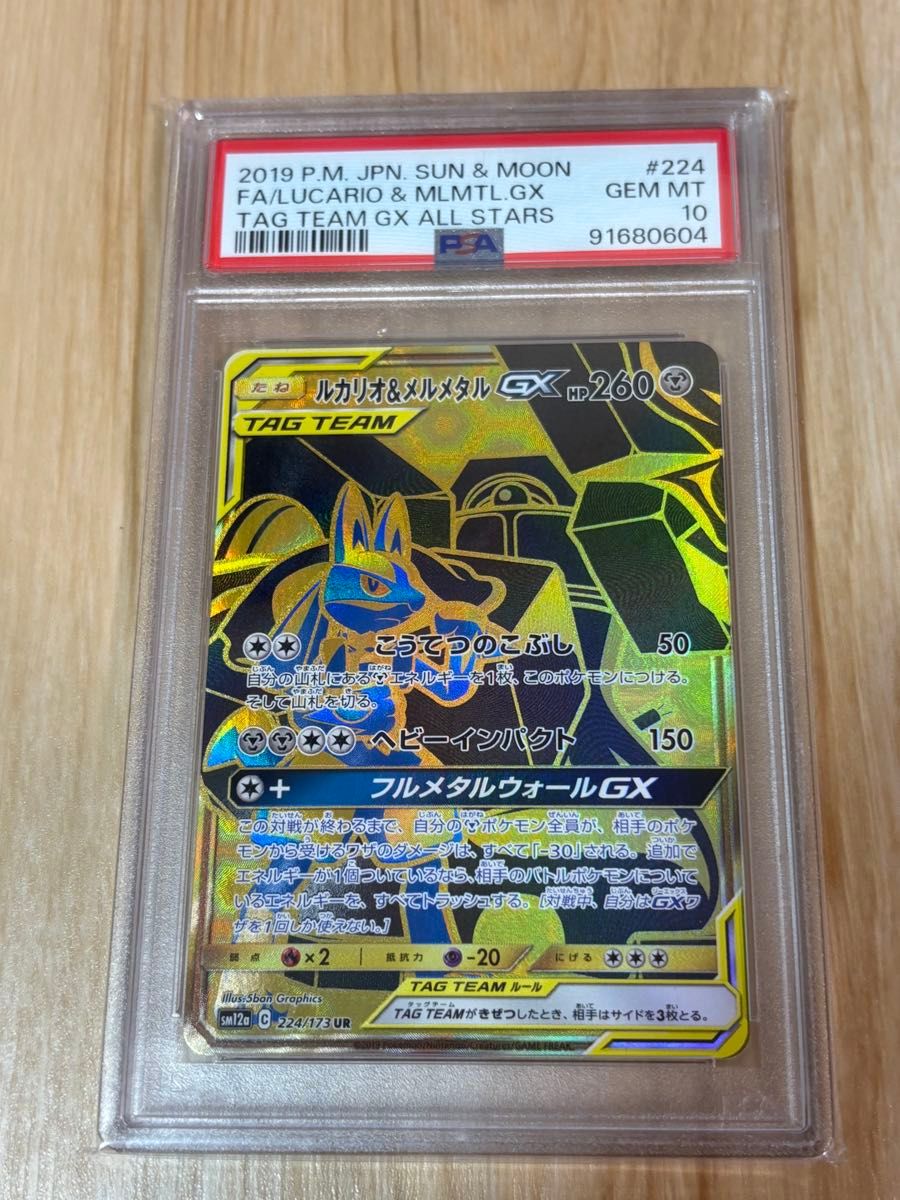 2019 P.M. JPN. SUN & MOON #224
FA/LUCARIO & MLMTL.GX GEM MT
TAG TEAM GX ALL STARS 10
PSA 91680604
たね ルカリオ&メルメタルGX HP260
TAG TEAM
こうてつのこぶし 50
自分の山札にあるエネルギーを1枚、このポケモンにつける。
そして山札を切る。
ヘビーインパクト 150
+ フルメタルウォールGX
この対戦が終わるまで、自分のポケモン全員が、相手のポケ
モンから受けるワザのダメージは、すべて「-30」される。追加で
エネルギーが1個ついているなら、相手のバトルポケモンについて
いるエネルギーを、すべてトラッシュする。[対戦中、自分はGXワ
ザを1回しか使えない。]
弱点 ×2 抵抗力 -20 にげる
TAG TEAM ルール
TAG TEAMがきぜつしたとき、相手はサイドを3枚とる。
Illus.5ban Graphics
sm12a C 224/173 UR
©2019 Pokémon/Nintendo/Creatures/GAME FREAK